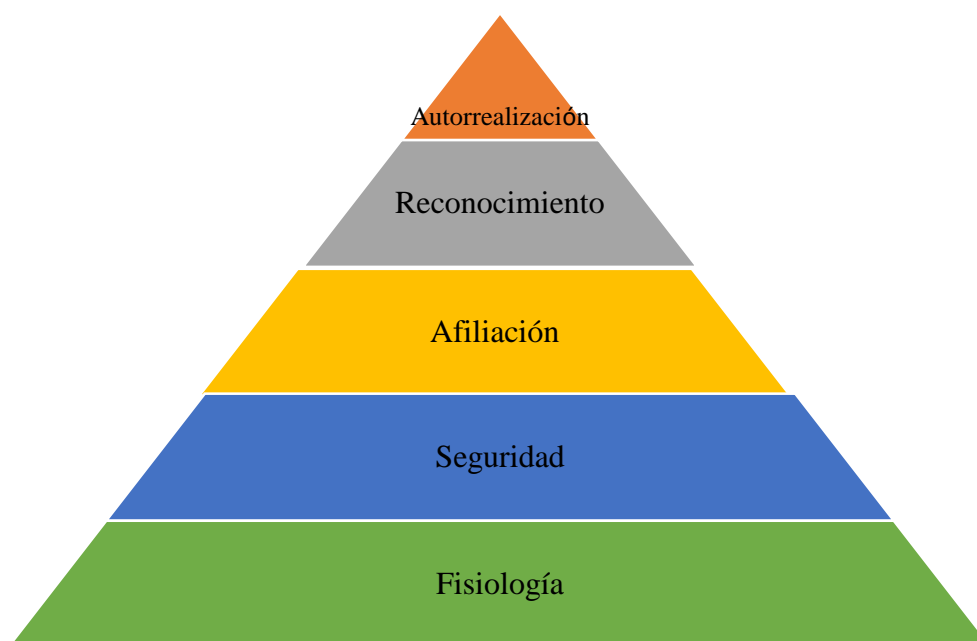 Autorrealización
Reconocimiento
Afiliación
Seguridad
Fisiología